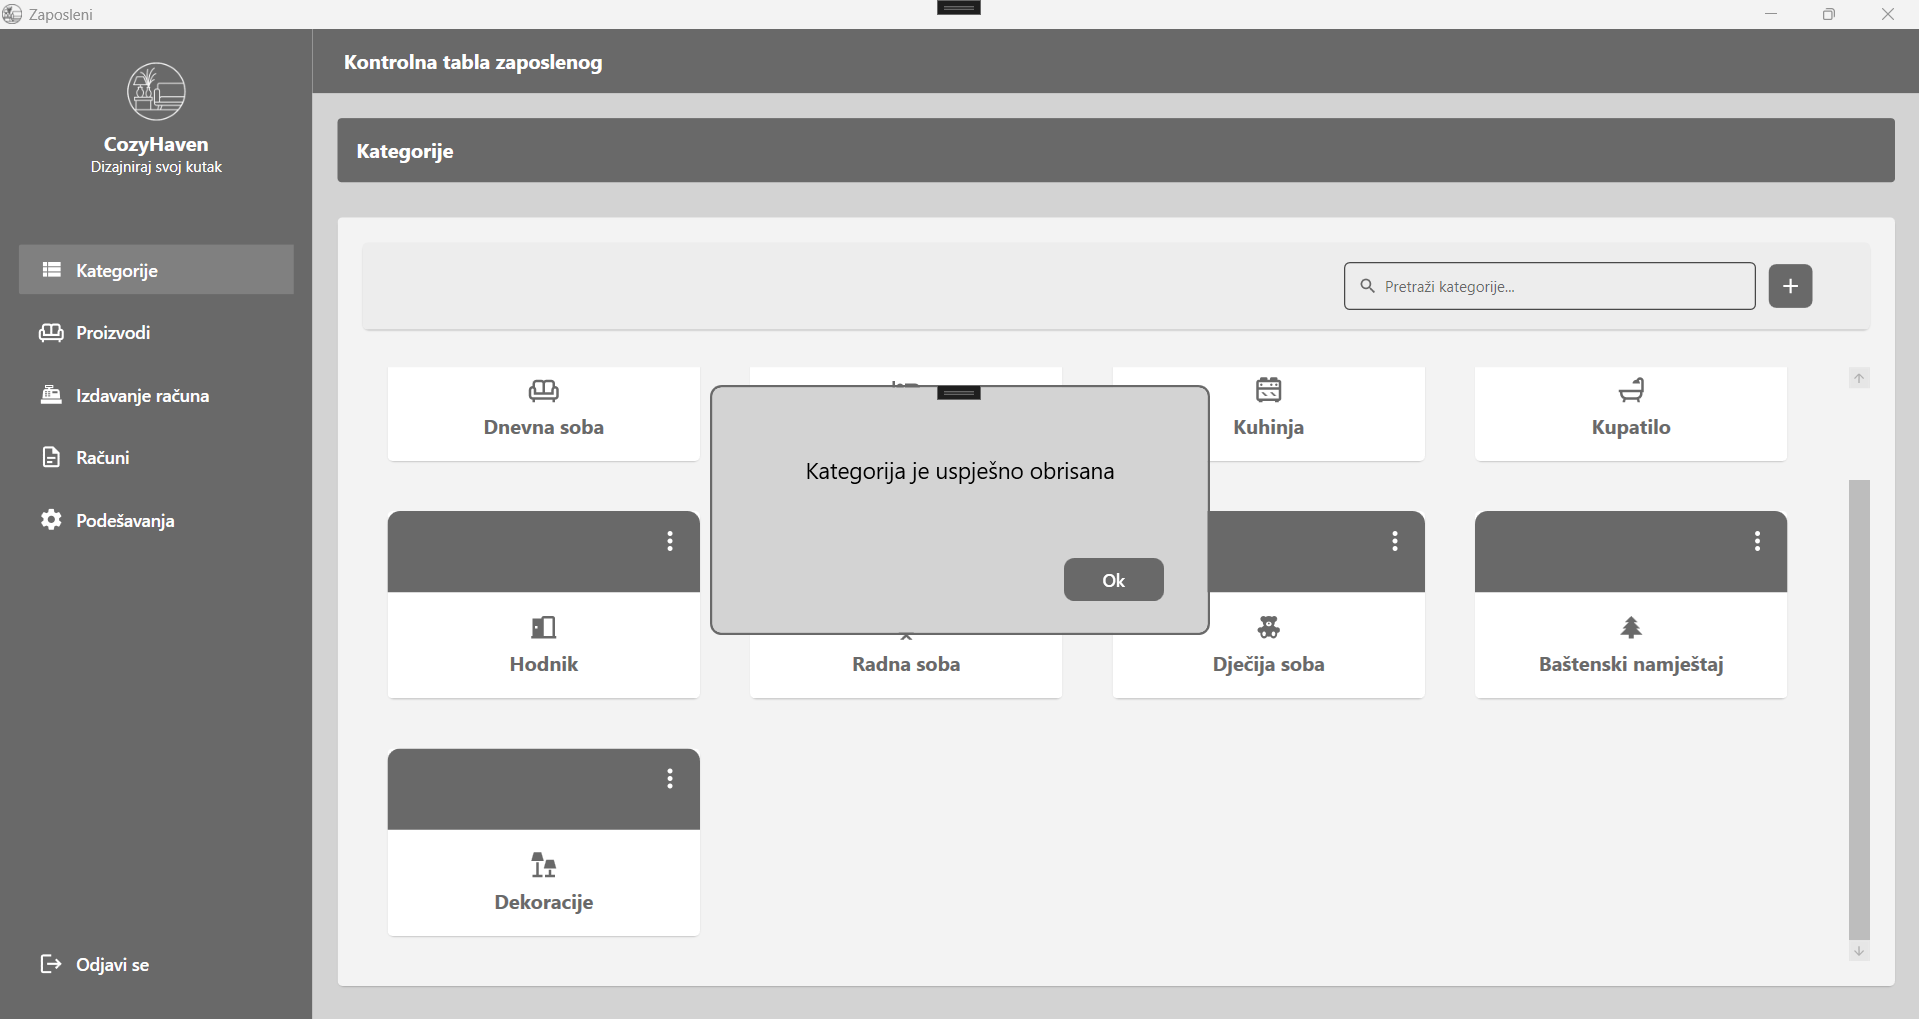 Zaposleni
CozyHaven
Dizajniraj svoj kutak
Kategorije
Proizvodi
Izdavanje računa
Računi
Podešavanja
Odjavi se
Kontrolna tabla zaposlenog
Kategorije
Pretraži kategorije...
Dnevna soba
Kuhinja
Kupatilo
Kategorija je uspješno obrisana
Ok
Hodnik
Radna soba
Dječija soba
Baštenski namještaj
Dekoracije